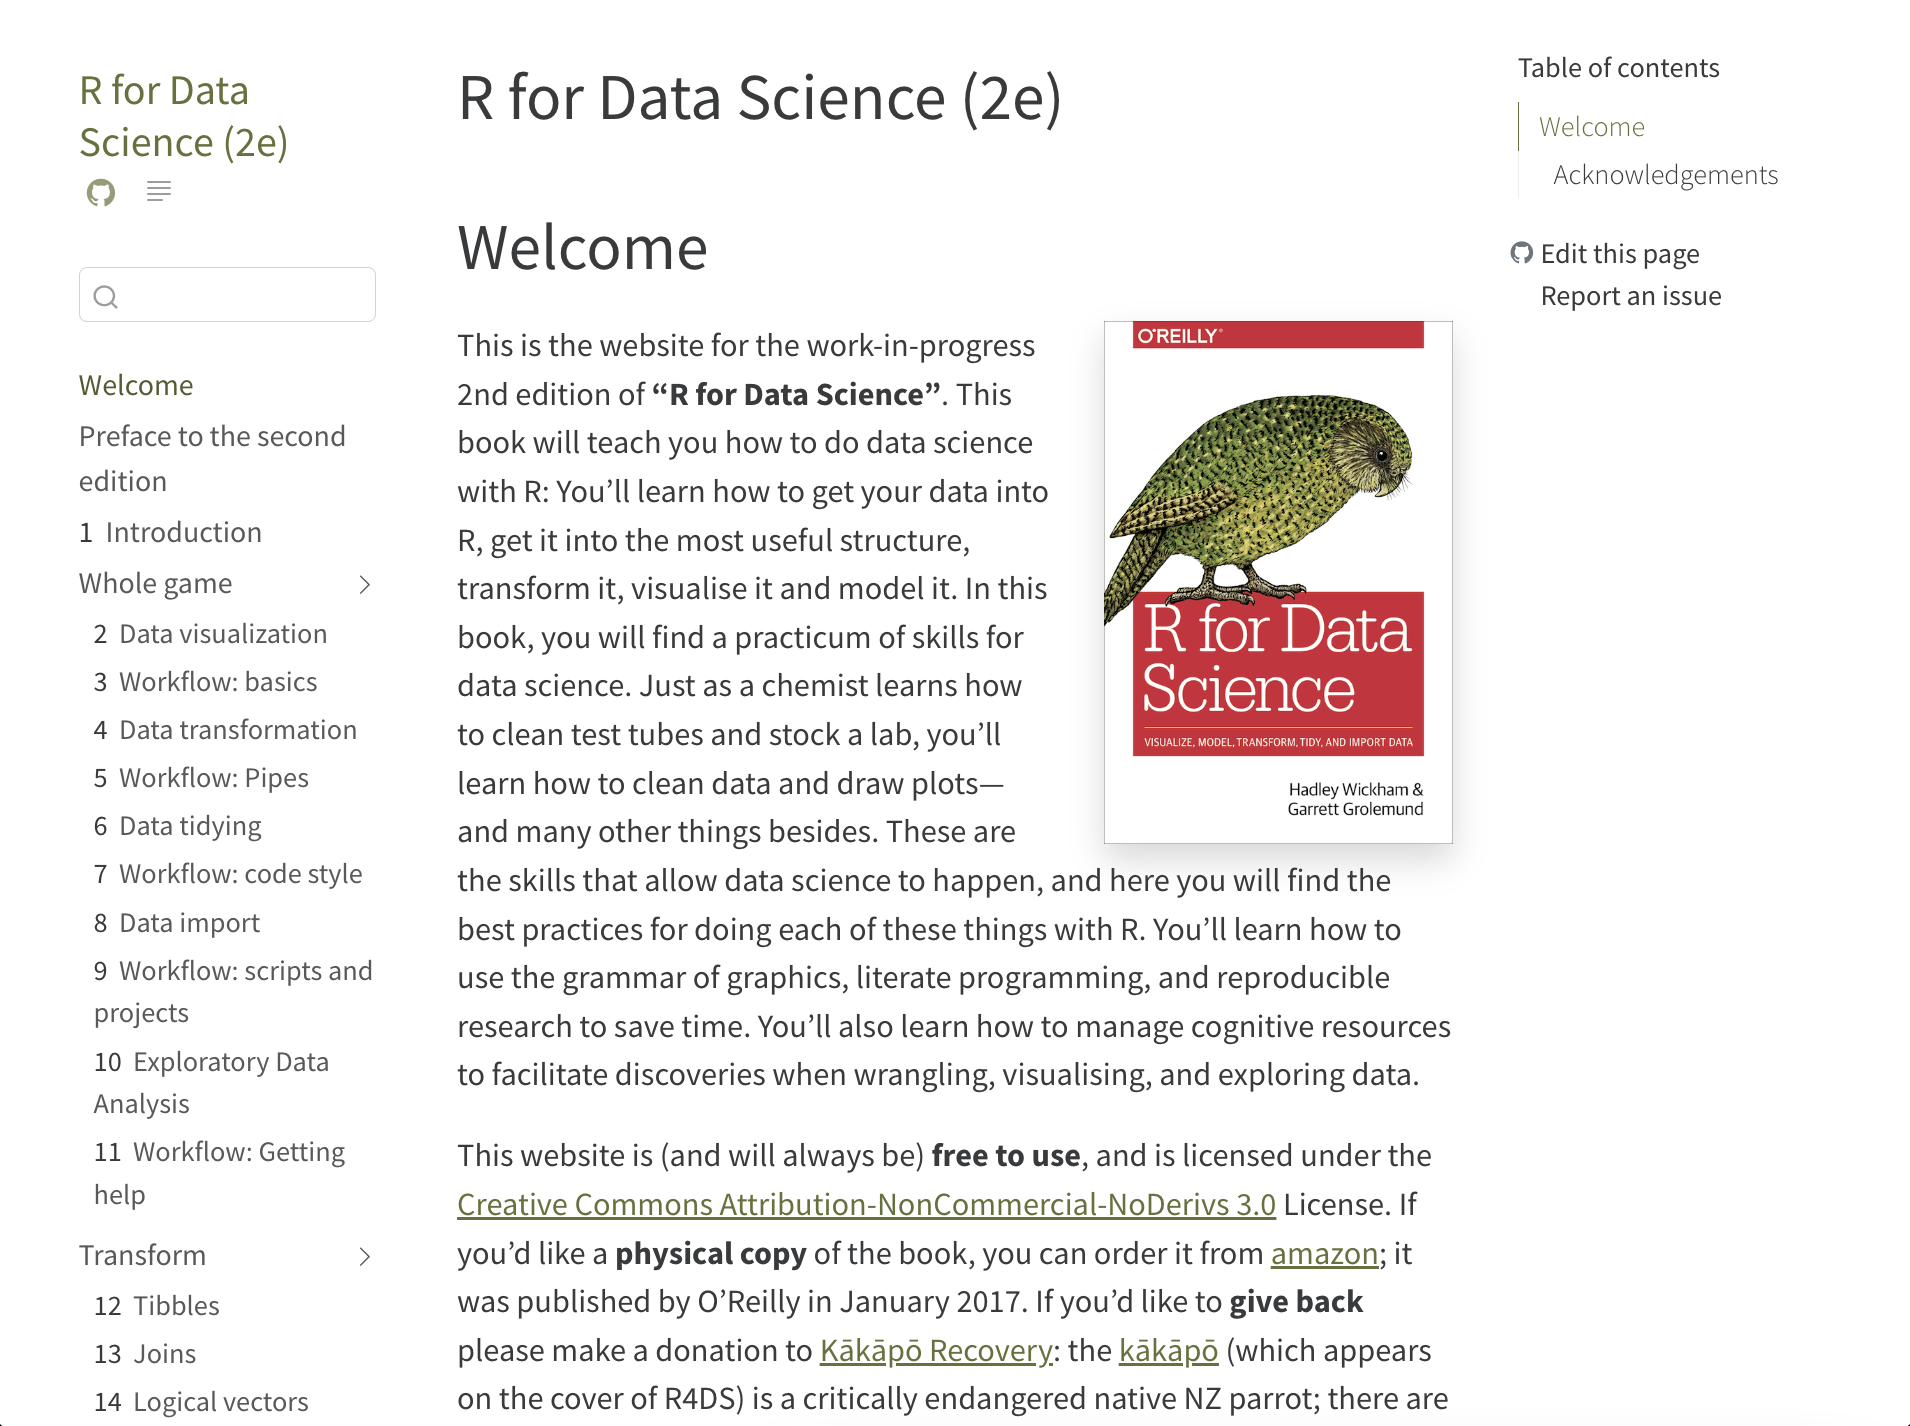 R for Data
Science (2e)
Welcome
Preface to the second
edition
1 Introduction
Whole game
2 Data visualization
3 Workflow: basics
4 Data transformation
5 Workflow: Pipes
6 Data tidying
7 Workflow: code style
8 Data import
9 Workflow: scripts and
projects
10 Exploratory Data
Analysis
11 Workflow: Getting
help
Transform
12 Tibbles
13 Joins
14 Logical vectors
R for Data Science (2e)
Welcome
This is the website for the work-in-progress
2nd edition of “R for Data Science”. This
book will teach you how to do data science
with R: You’ll learn how to get your data into
R, get it into the most useful structure,
transform it, visualise it and model it. In this
book, you will find a practicum of skills for
data science. Just as a chemist learns how
to clean test tubes and stock a lab, you’ll
learn how to clean data and draw plots—
and many other things besides. These are
the skills that allow data science to happen, and here you will find the
best practices for doing each of these things with R. You’ll learn how to
use the grammar of graphics, literate programming, and reproducible
research to save time. You’ll also learn how to manage cognitive resources
to facilitate discoveries when wrangling, visualising, and exploring data.
O'REILLY®
R for Data
Science
VISUALIZE, MODEL, TRANSFORM, TIDY, AND IMPORT DATA
Hadley Wickham &
Garrett Grolemund
This website is (and will always be) free to use, and is licensed under the
Creative Commons Attribution-NonCommercial-NoDerivs 3.0 License. If
you’d like a physical copy of the book, you can order it from amazon; it
was published by O’Reilly in January 2017. If you’d like to give back
please make a donation to Kākāpō Recovery: the kākāpō (which appears
on the cover of R4DS) is a critically endangered native NZ parrot; there are
Table of contents
Welcome
Acknowledgements
Edit this page
Report an issue